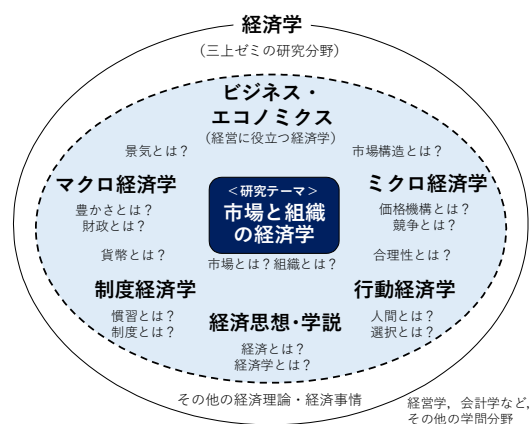 経済学
(三上ゼミの研究分野)
ビジネス・
エコノミクス
(経営に役立つ経済学)
景気とは?
市場構造とは?
マクロ経済学
豊かさとは?
財政とは?
貨幣とは?
<研究テーマ>
市場と組織
の経済学
市場とは?組織とは?
ミクロ経済学
価格機構とは?
競争とは?
合理性とは?
制度経済学
慣習とは?
制度とは?
経済思想・学説
経済とは?
経済学とは?
行動経済学
人間とは?
選択とは?
その他の経済理論・経済事情
経営学,会計学など,
その他の学問分野